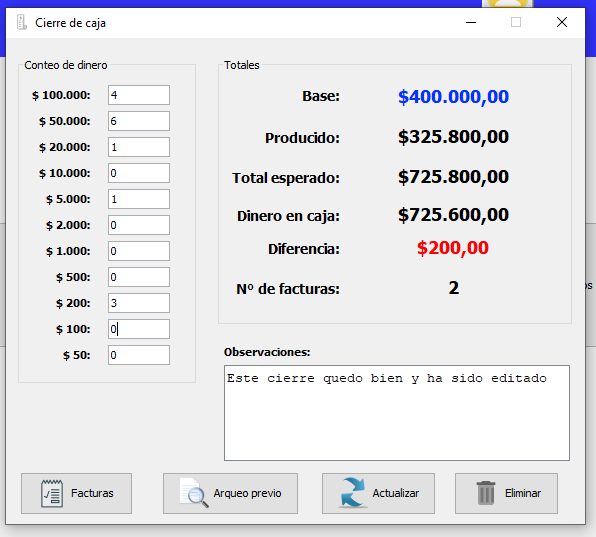 Cierre de caja
Conteo de dinero
$ 100.000: 4
$ 50.000: 6
$ 20.000: 1
$ 10.000: 0
$ 5.000: 1
$ 2.000: 0
$ 1.000: 0
$ 500: 0
$ 200: 3
$ 100: 0
$ 50: 0
Totales
Base: $400.000,00
Producido: $325.800,00
Total esperado: $725.800,00
Dinero en caja: $725.600,00
Diferencia: $200,00
Nº de facturas: 2
Observaciones:
Este cierre quedo bien y ha sido editado
Facturas
Arqueo previo
Actualizar
Eliminar
os